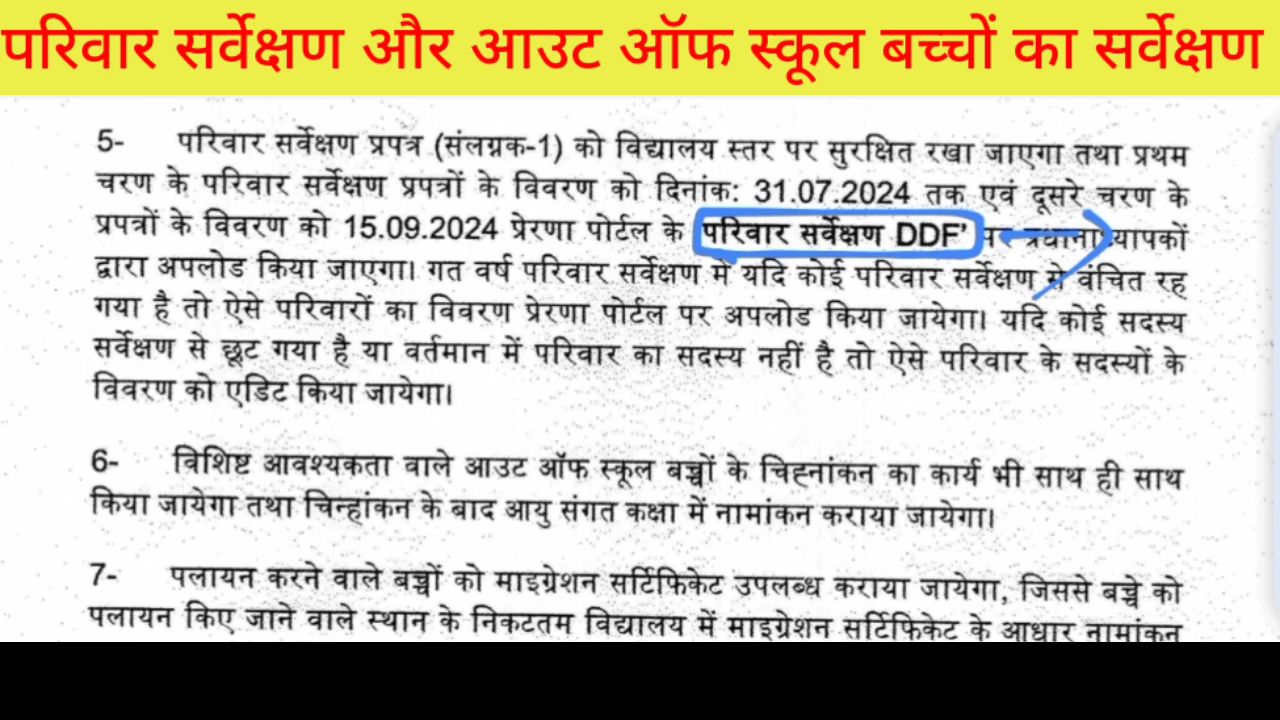 परिवार सर्वेक्षण और आउट ऑफ स्कूल बच्चों का सर्वेक्षण
5- परिवार सर्वेक्षण प्रपत्र (संलग्नक-1) को विद्यालय स्तर पर सुरक्षित रखा जाएगा तथा प्रथम
चरण के परिवार सर्वेक्षण प्रपत्रों के विवरण को दिनांक: 31.07.2024 तक एवं दूसरे चरण के
प्रपत्रों के विवरण को 15.09.2024 प्रेरणा पोर्टल के परिवार सर्वेक्षण DDF' पर प्रधानाध्यापकों
द्वारा अपलोड किया जाएगा। गत वर्ष परिवार सर्वेक्षण में यदि कोई परिवार सर्वेक्षण से वंचित रह
गया है तो ऐसे परिवारों का विवरण प्रेरणा पोर्टल पर अपलोड किया जायेगा। यदि कोई सदस्य
सर्वेक्षण से छूट गया है या वर्तमान में परिवार का सदस्य नहीं है तो ऐसे परिवार के सदस्यों के
विवरण को एडिट किया जायेगा।
6- विशिष्ट आवश्यकता वाले आउट ऑफ स्कूल बच्चों के चिह्नांकन का कार्य भी साथ ही साथ
किया जायेगा तथा चिन्हांकन के बाद आयु संगत कक्षा में नामांकन कराया जायेगा।
7- पलायन करने वाले बच्चों को माइग्रेशन सर्टिफिकेट उपलब्ध कराया जायेगा, जिससे बच्चे को
पलायन किए जाने वाले स्थान के निकटतम विद्यालय में माइग्रेशन सर्टिफिकेट के आधार नामांकन